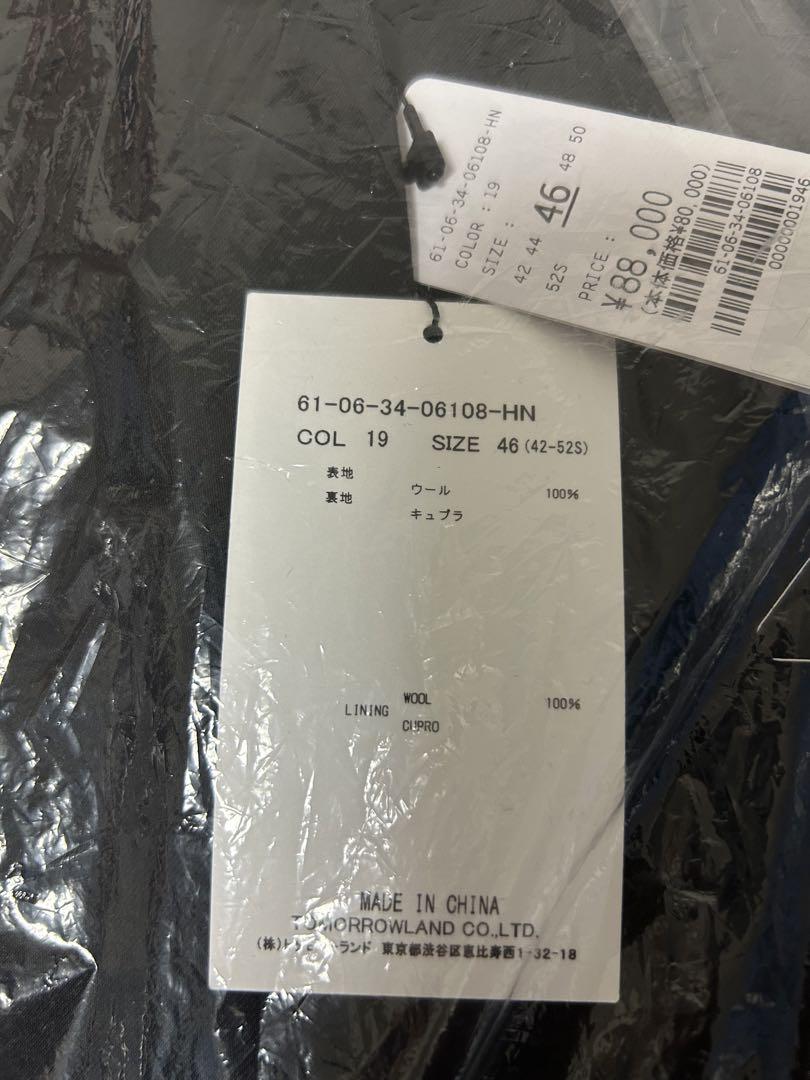 61-06-34-06108-HN
COLOR : 19
SIZE :
42 44 46 48 50
52S
PRICE :
¥88,000
(本体価格¥80,000)
61-06-34-06108
0000001946
61-06-34-06108-HN
COL 19 SIZE 46 (42-52S)
表地 ウール 100%
裏地 キュプラ
WOOL 100%
LINING CUPRO
MADE IN CHINA
TOMORROWLAND CO.,LTD.
東京都渋谷区恵比寿西1-32-18